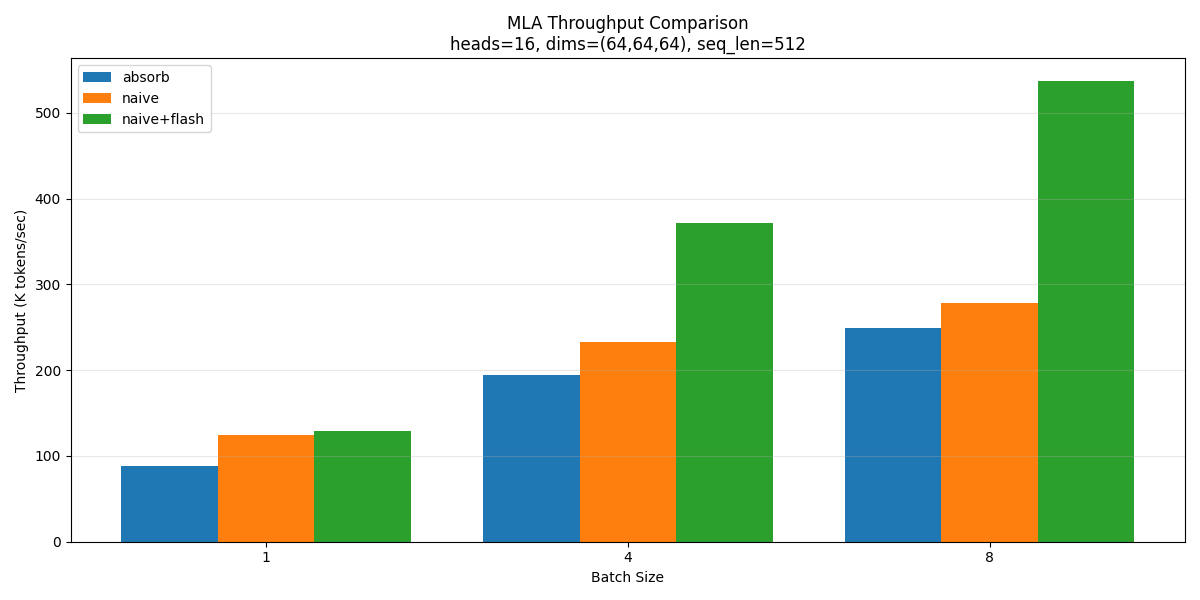 MLA Throughput Comparison
heads=16, dims=(64,64,64), seq_len=512
absorb
naive
naive+flash
Throughput (K tokens/sec)
500
400
300
200
100
0
1
4
8
Batch Size